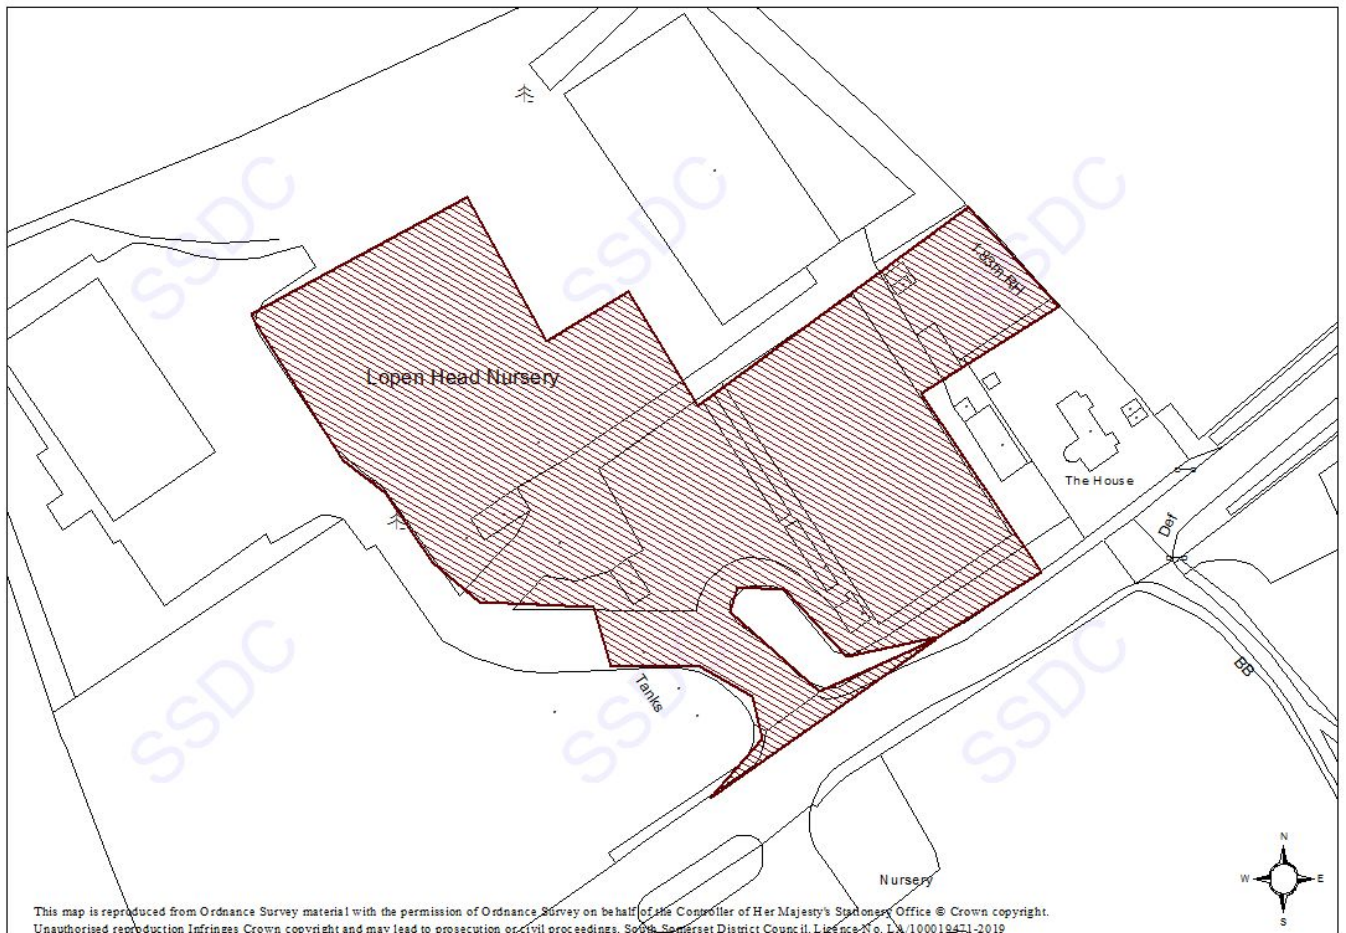 SSDC
SSDC
SSDC
1.83m RH
Lopen Head Nursery
The House
Def
BB
Tanks
SSDC
SSDC
SSDC
Nursery
N
W
E
S
This map is reproduced from Ordnance Survey material with the permission of Ordnance Survey on behalf of the Controller of Her Majesty's Stationery Office © Crown copyright.
Unauthorised reproduction Infringes Crown copyright and may lead to prosecution or civil proceedings. South Somerset District Council, Licence No. LA/100019471-2019